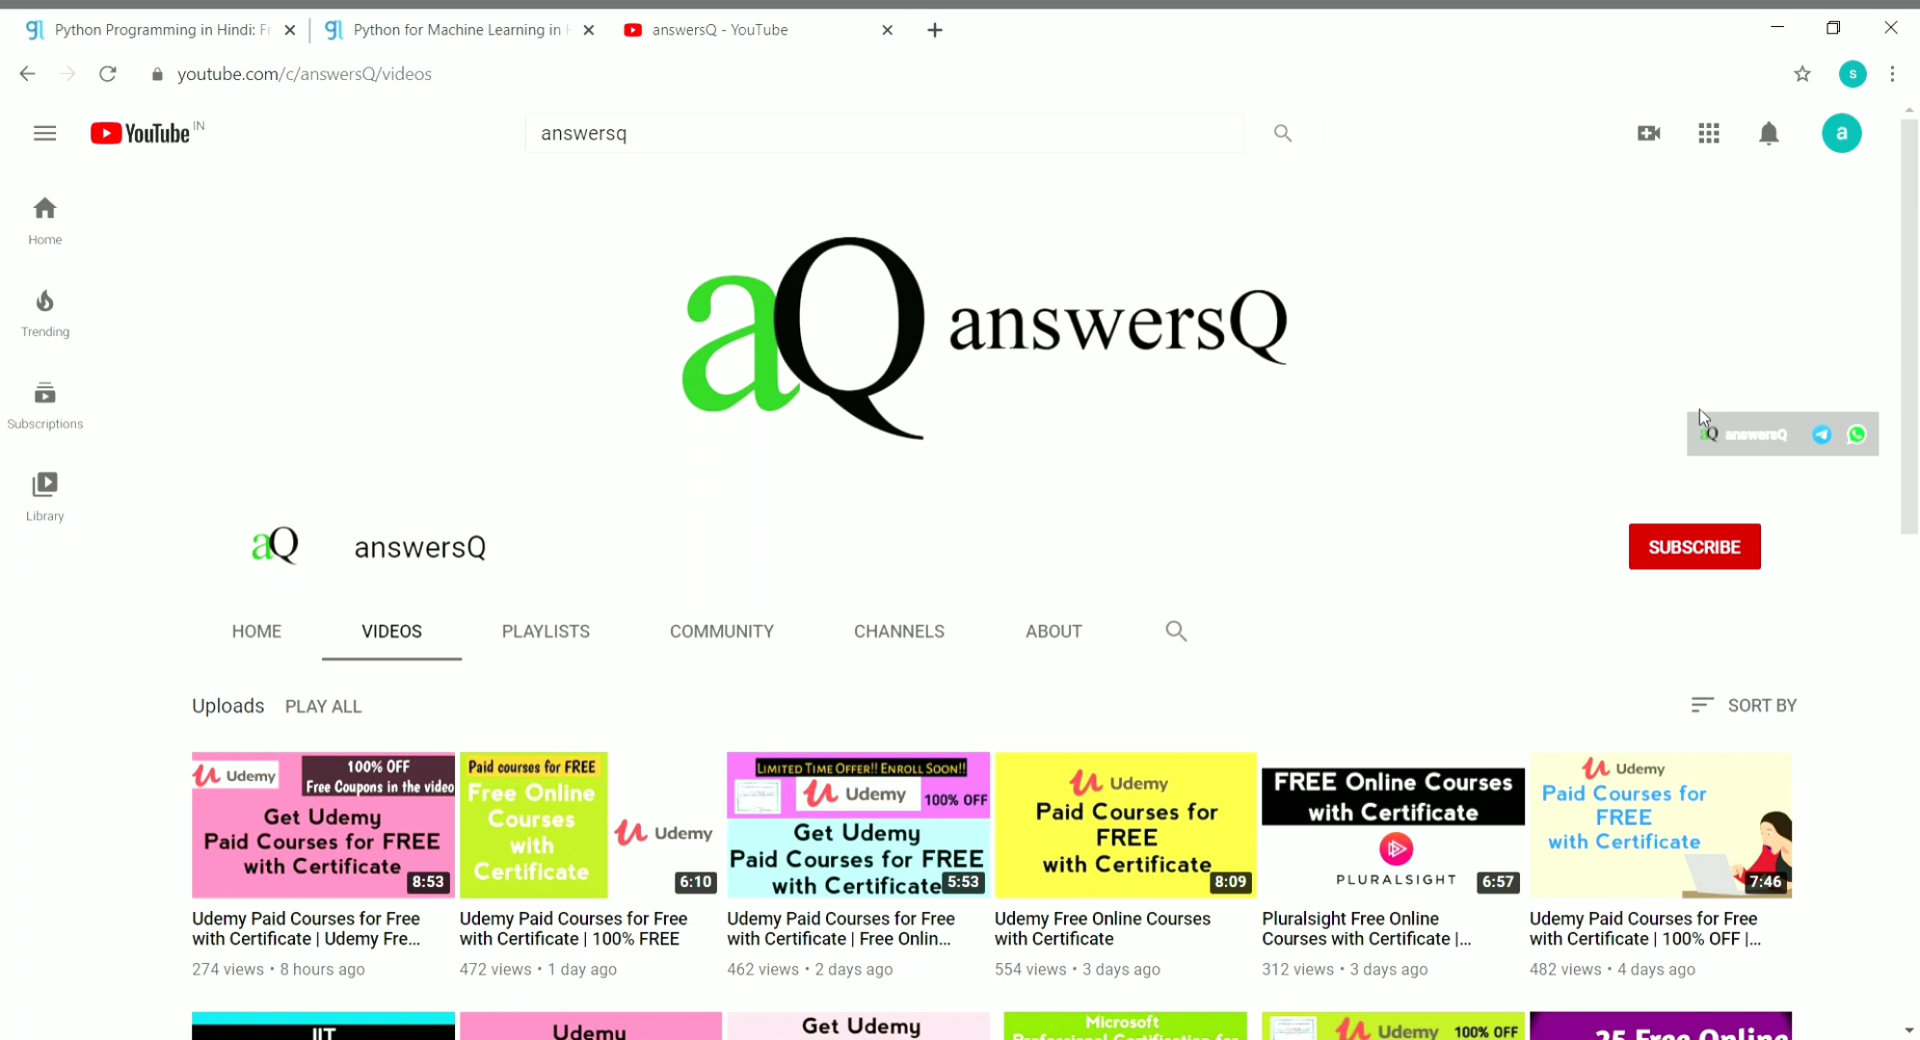 Python Programming in Hindi: Fr
Python for Machine Learning in H
answersQ - YouTube
youtube.com/c/answersQ/videos
s
YouTube IN
answersq
a
Home
Trending
Subscriptions
Library
aQ answersQ
aQ answersQ
aQ answersQ
SUBSCRIBE
HOME VIDEOS PLAYLISTS COMMUNITY CHANNELS ABOUT
Uploads PLAY ALL
SORT BY
Udemy
100% OFF
Free Coupons in the video
Get Udemy
Paid Courses for FREE
with Certificate
8:53
Udemy Paid Courses for Free
with Certificate | Udemy Fre...
274 views • 8 hours ago
Paid courses for FREE
Free Online
Courses
with
Certificate
Udemy
6:10
Udemy Paid Courses for Free
with Certificate | 100% FREE
472 views • 1 day ago
LIMITED TIME OFFER!! ENROLL SOON!!
Udemy
100% OFF
Get Udemy
Paid Courses for FREE
with Certificate
5:53
Udemy Paid Courses for Free
with Certificate | Free Onlin...
462 views • 2 days ago
Udemy
Paid Courses for
FREE
with Certificate
8:09
Udemy Free Online Courses
with Certificate
554 views • 3 days ago
FREE Online Courses
with Certificate
PLURALSIGHT
6:57
Pluralsight Free Online
Courses with Certificate |...
312 views • 3 days ago
Udemy
Paid Courses for
FREE
with Certificate
7:46
Udemy Paid Courses for Free
with Certificate | 100% OFF |...
482 views • 4 days ago
IIT
Udemy
Get Udemy
Microsoft
Professional Certification for
Udemy 100% OFF
25 Free Online